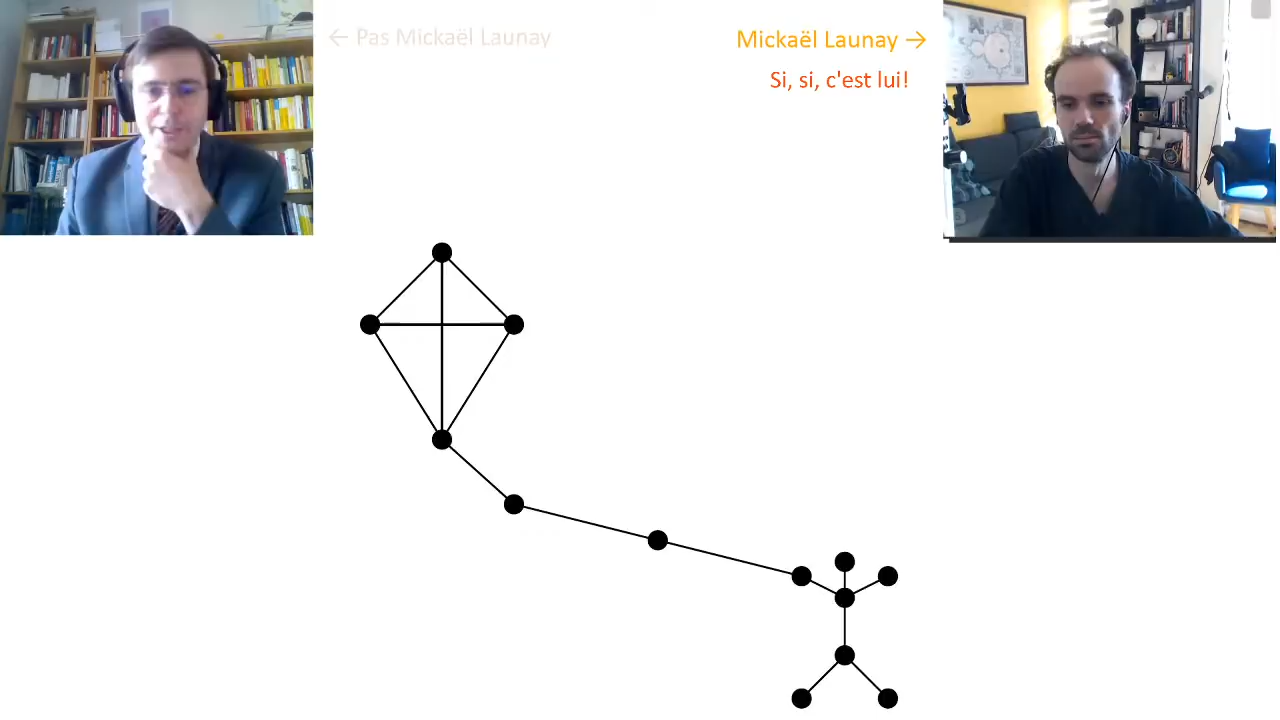 ← Pas Mickaël Launay
Mickaël Launay →
Si, si, c'est lui!